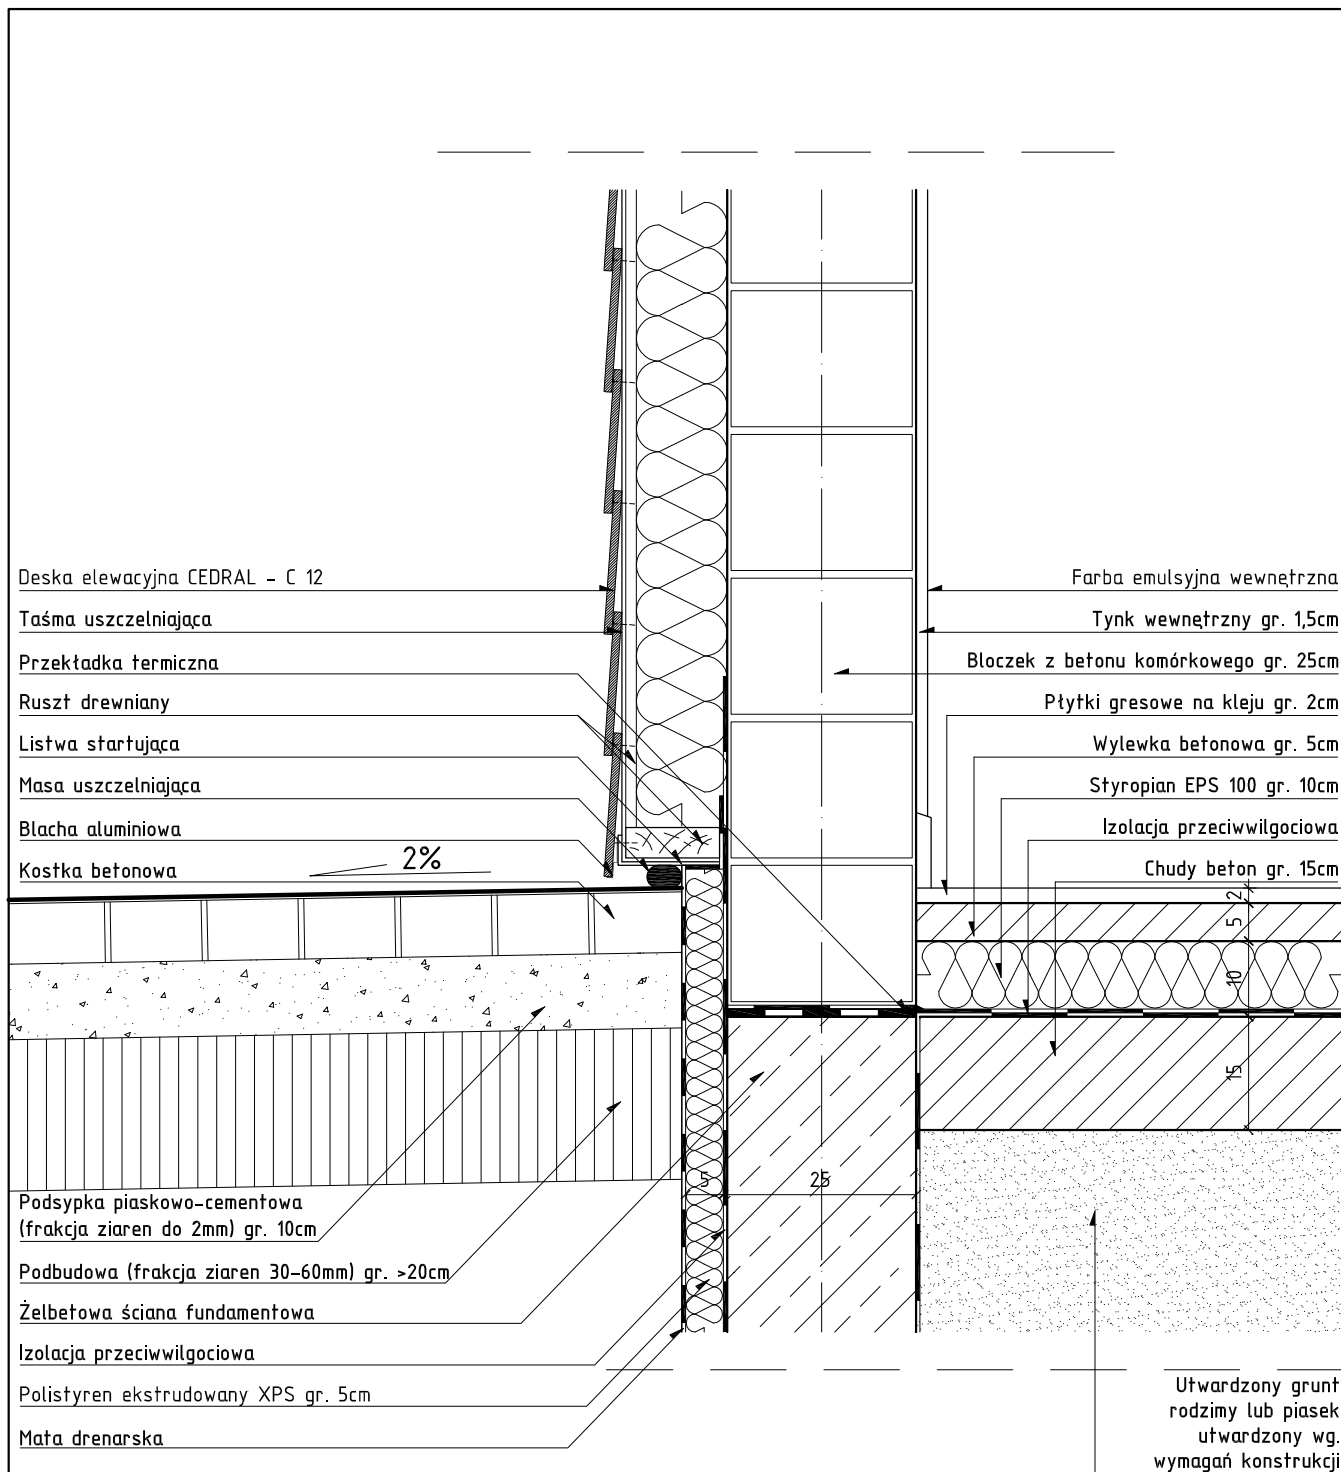 Deska elewacyjna CEDRAL - C 12
Taśma uszczelniająca
Przekładka termiczna
Ruszt drewniany
Listwa startująca
Masa uszczelniająca
Blacha aluminiowa
Kostka betonowa
2%
Farba emulsyjna wewnętrzna
Tynk wewnętrzny gr. 1,5cm
Bloczek z betonu komórkowego gr. 25cm
Płytki gresowe na kleju gr. 2cm
Wylewka betonowa gr. 5cm
Styropian EPS 100 gr. 10cm
Izolacja przeciwwilgociowa
Chudy beton gr. 15cm
2
5
10
15
5
25
Podsypka piaskowo-cementowa
(frakcja ziaren do 2mm) gr. 10cm
Podbudowa (frakcja ziaren 30-60mm) gr. >20cm
Żelbetowa ściana fundamentowa
Izolacja przeciwwilgociowa
Polistyren ekstrudowany XPS gr. 5cm
Mata drenarska
Utwardzony grunt
rodzimy lub piasek
utwardzony wg.
wymagań konstrukcji